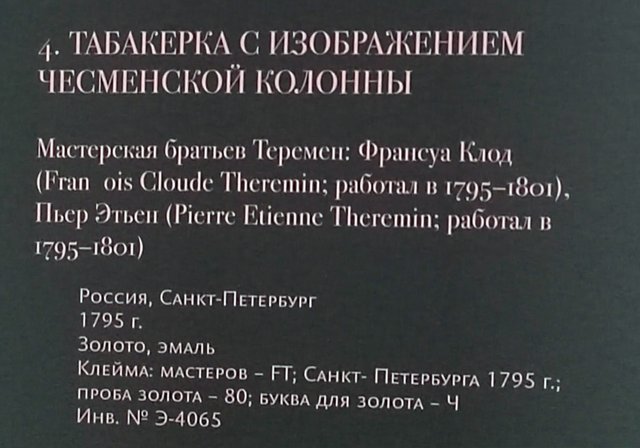 4. ТАБАКЕРКА С ИЗОБРАЖЕНИЕМ
ЧЕСМЕНСКОЙ КОЛОННЫ
Мастерская братьев Теремен: Франсуа Клод
(Fran ois Cloude Theremin; работал в 1795–1801),
Пьер Этьен (Pierre Etienne Theremin; работал в
1795–1801)
Россия, Санкт-Петербург
1795 г.
Золото, эмаль
Клейма: мастеров – FT; Санкт- Петербурга 1795 г.;
проба золота – 80; буква для золота – Ч
Инв. № Э-4065